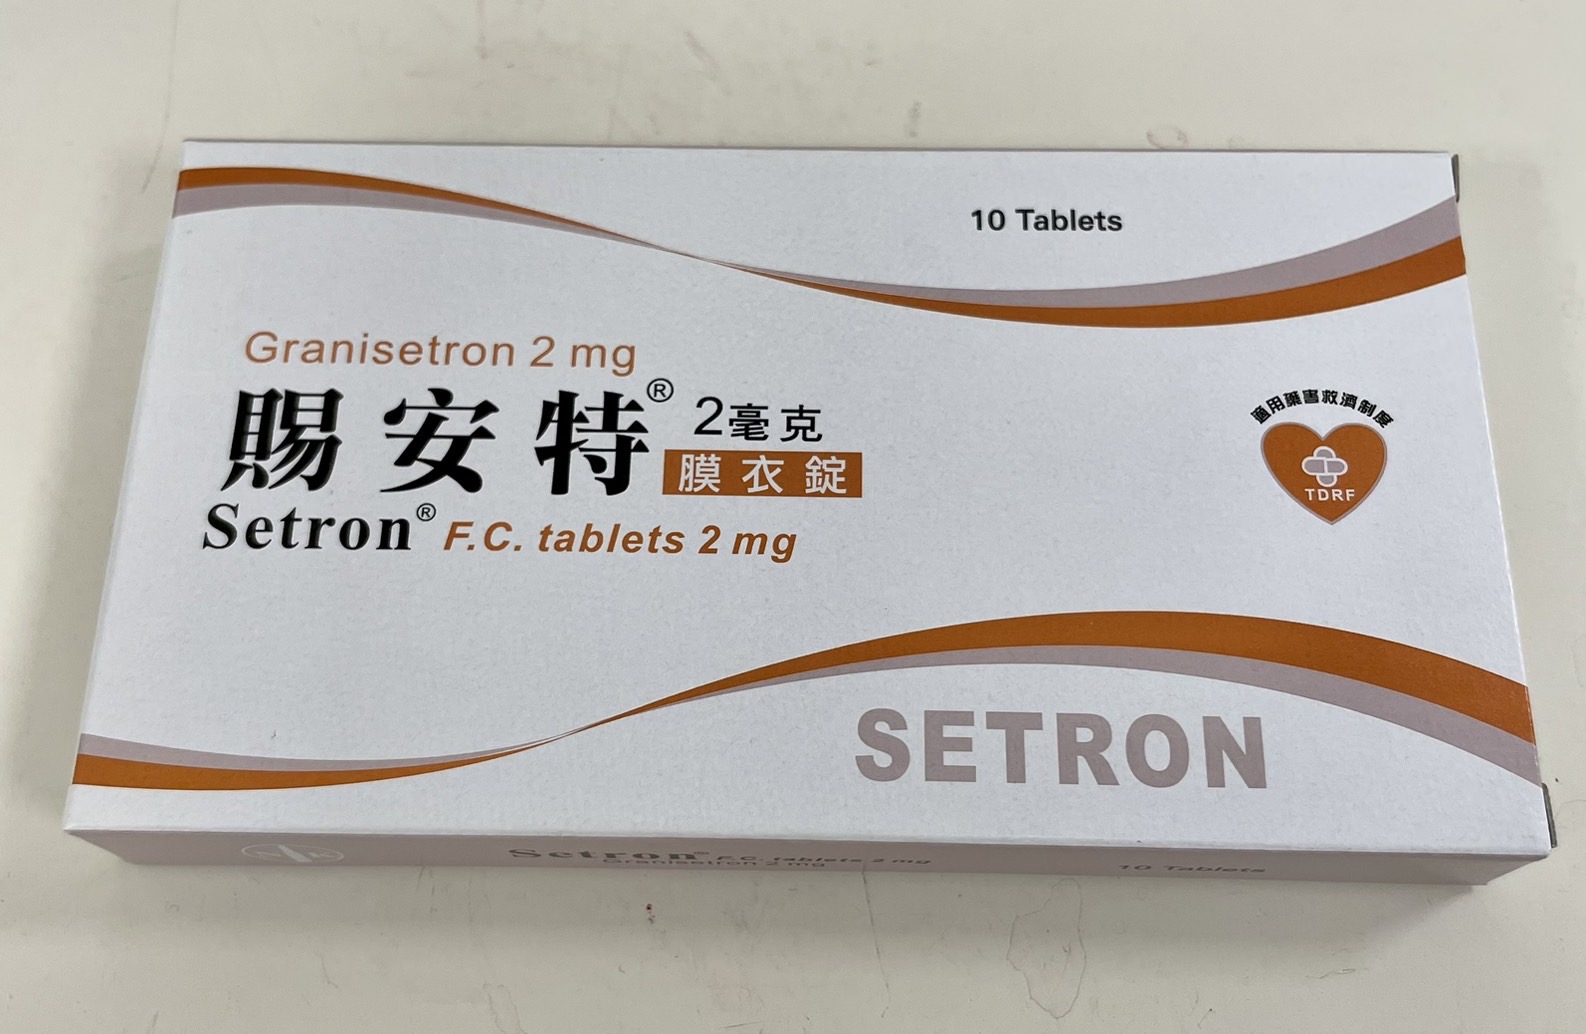 10 Tablets
Granisetron 2 mg
賜安特® 2毫克
膜衣錠
Setron® F.C. tablets 2 mg
適用藥害救濟制度
TDRF
SETRON
Setron® F.C. tablets 2 mg
Granisetron 2 mg
10 Tablets